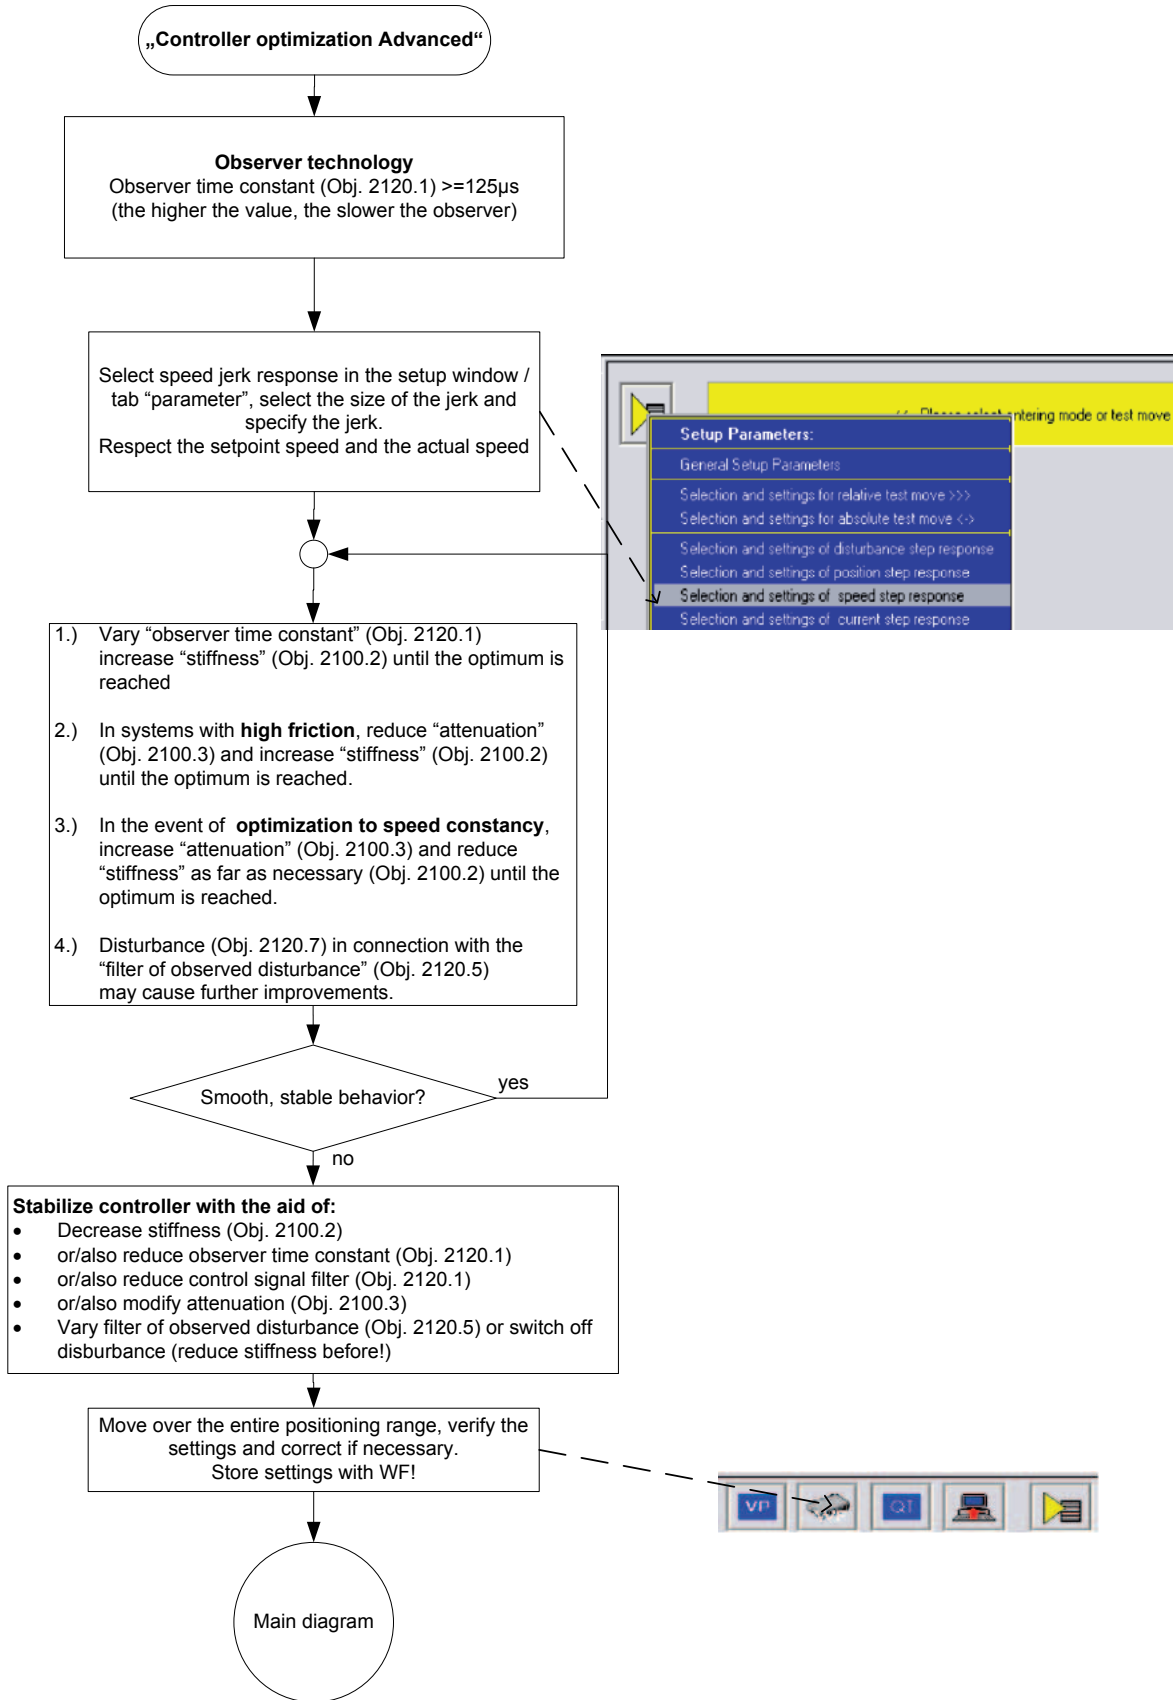 „Controller optimization Advanced“
Observer technology
Observer time constant (Obj. 2120.1) >=125µs
(the higher the value, the slower the observer)
Select speed jerk response in the setup window /
tab “parameter”, select the size of the jerk and
specify the jerk.
Respect the setpoint speed and the actual speed
<< Please select entering mode or test move
Setup Parameters:
General Setup Parameters
Selection and settings for relative test move >>>
Selection and settings for absolute test move <->
Selection and settings of disturbance step response
Selection and settings of position step response
Selection and settings of speed step response
Selection and settings of current step response
1.) Vary “observer time constant” (Obj. 2120.1)
increase “stiffness” (Obj. 2100.2) until the optimum is
reached
2.) In systems with high friction, reduce “attenuation”
(Obj. 2100.3) and increase “stiffness” (Obj. 2100.2)
until the optimum is reached.
3.) In the event of optimization to speed constancy,
increase “attenuation” (Obj. 2100.3) and reduce
“stiffness” as far as necessary (Obj. 2100.2) until the
optimum is reached.
4.) Disturbance (Obj. 2120.7) in connection with the
“filter of observed disturbance” (Obj. 2120.5)
may cause further improvements.
Smooth, stable behavior?
yes
no
Stabilize controller with the aid of:
• Decrease stiffness (Obj. 2100.2)
• or/also reduce observer time constant (Obj. 2120.1)
• or/also reduce control signal filter (Obj. 2120.1)
• or/also modify attenuation (Obj. 2100.3)
• Vary filter of observed disturbance (Obj. 2120.5) or switch off
disburbance (reduce stiffness before!)
Move over the entire positioning range, verify the
settings and correct if necessary.
Store settings with WF!
VP
QT
Main diagram